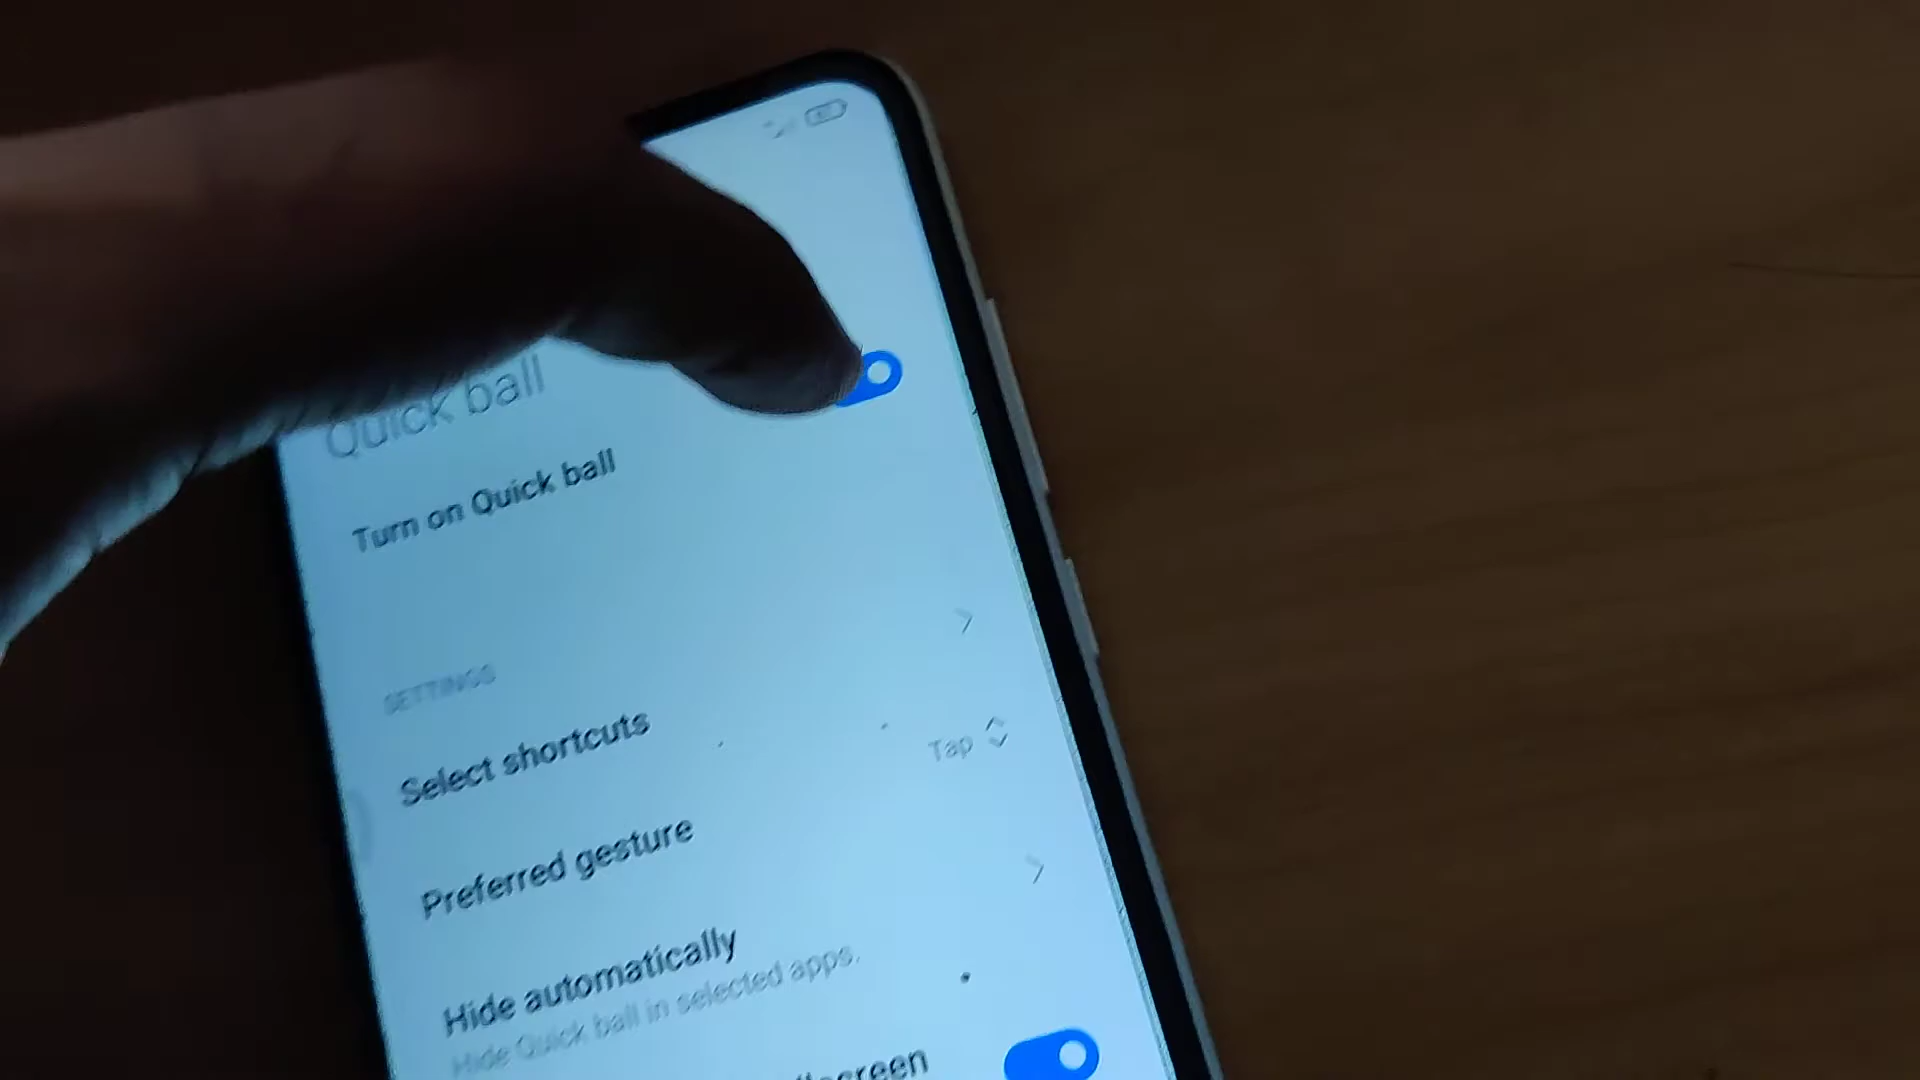 Quick ball
Turn on Quick ball
SETTINGS
Select shortcuts
Tap
Preferred gesture
Hide automatically
Hide Quick ball in selected apps.